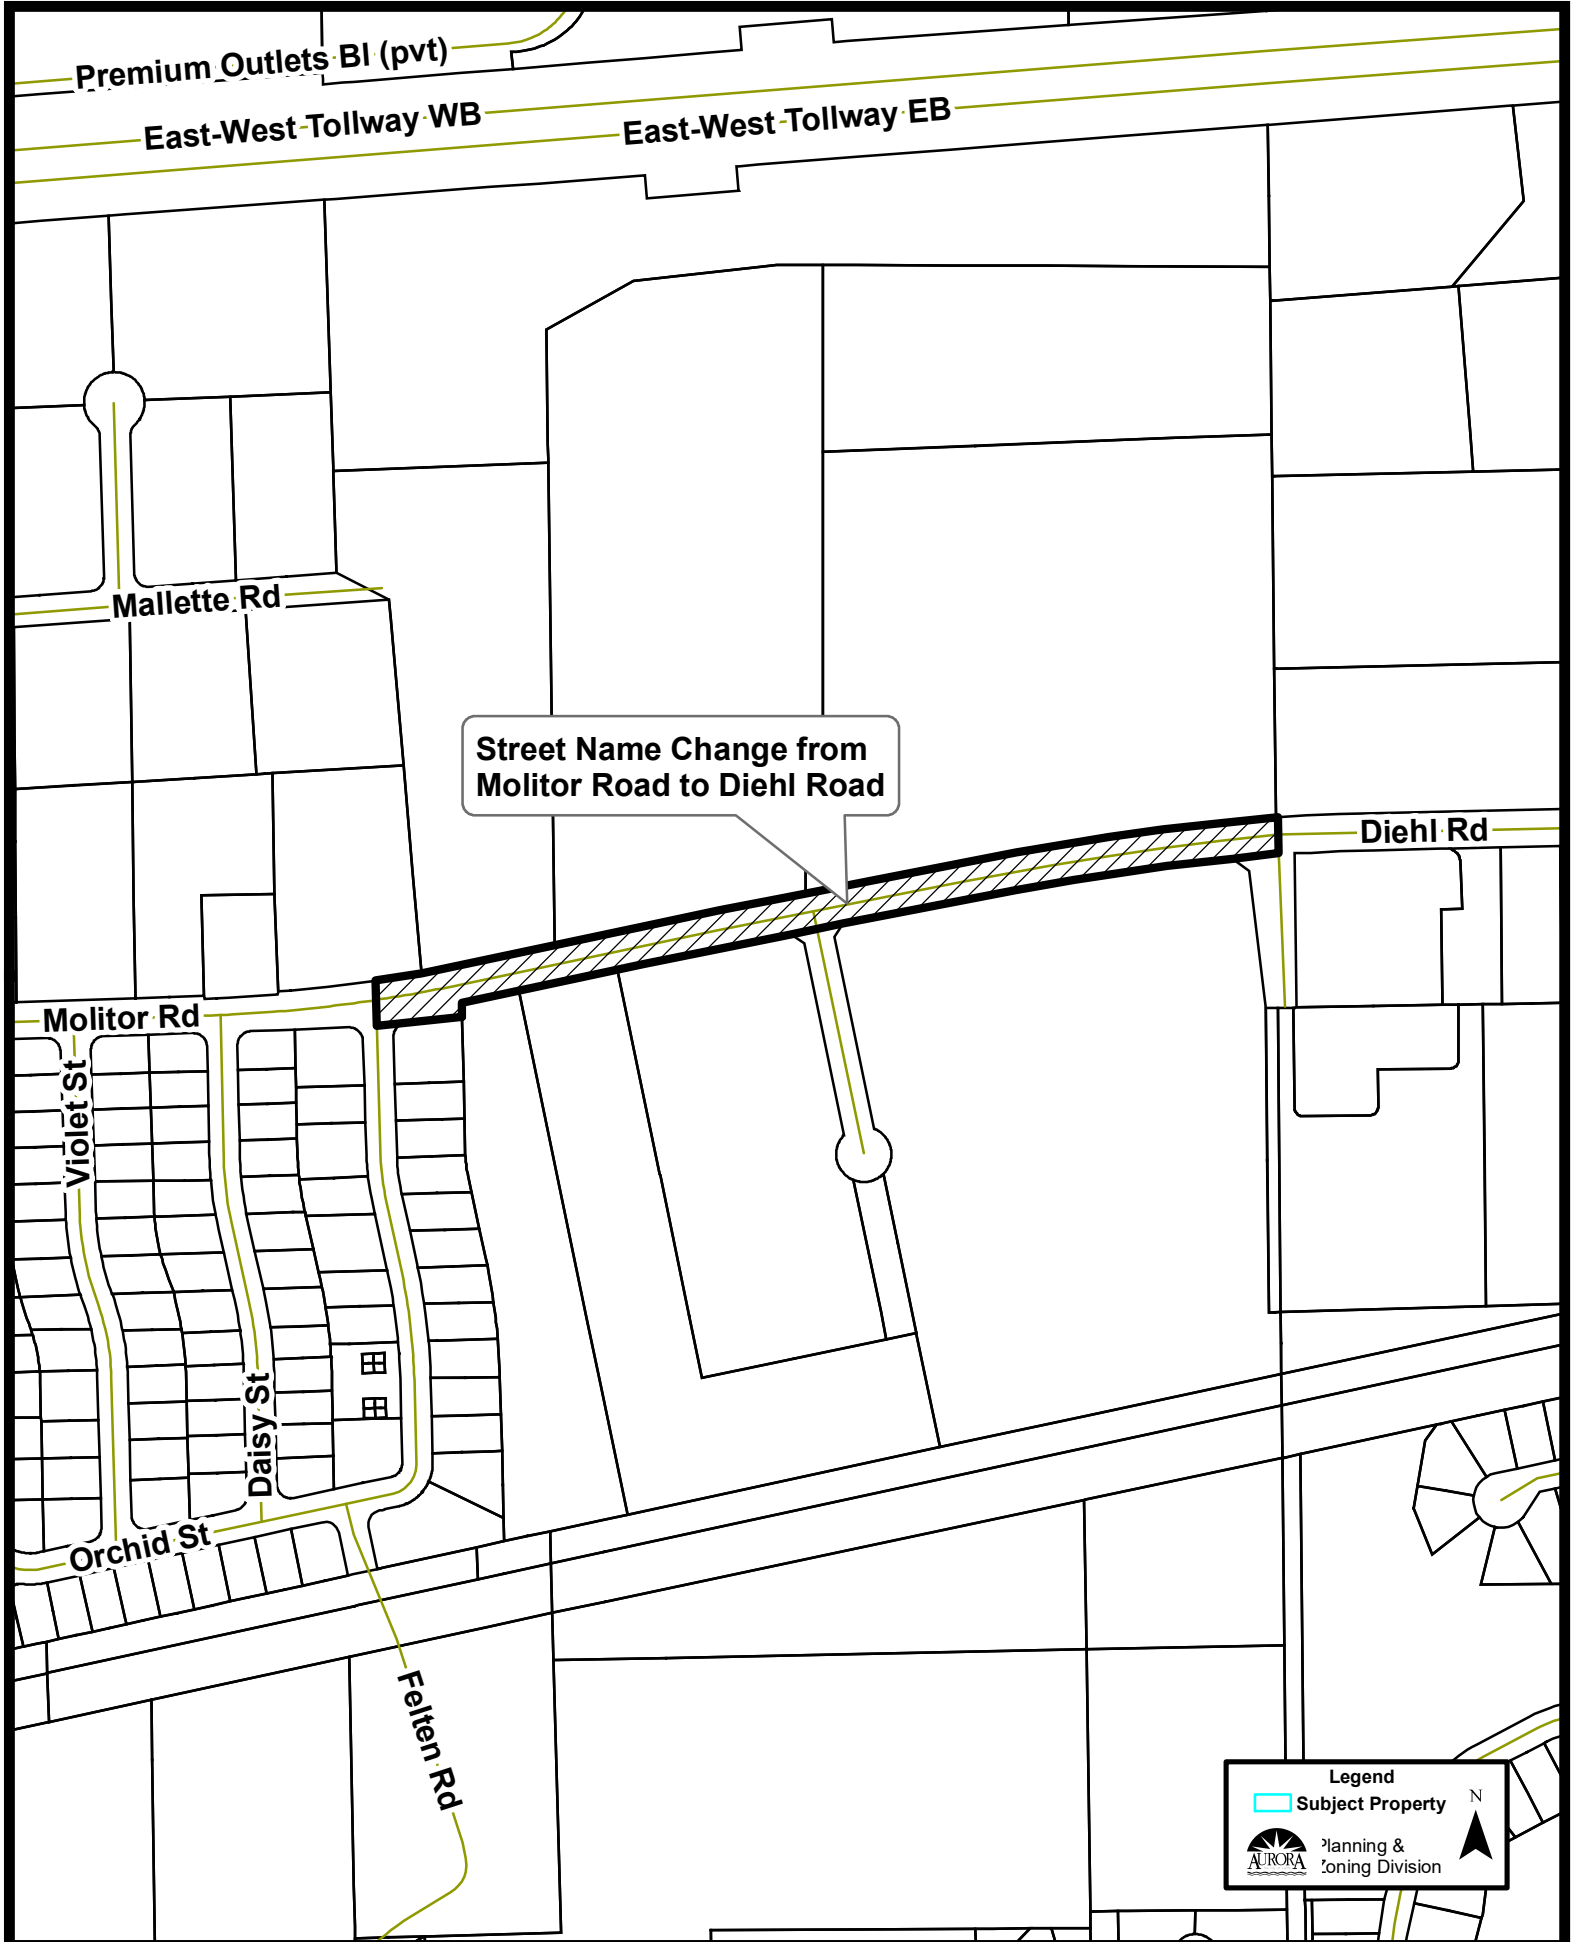 Premium Outlets Bl (pvt)
East-West Tollway WB
East-West Tollway EB
Mallette Rd
Street Name Change from
Molitor Road to Diehl Road
Diehl Rd
Molitor Rd
Violet St
Daisy St
Orchid St
Felten Rd
Legend
Subject Property
N
AURORA
Planning &
Zoning Division